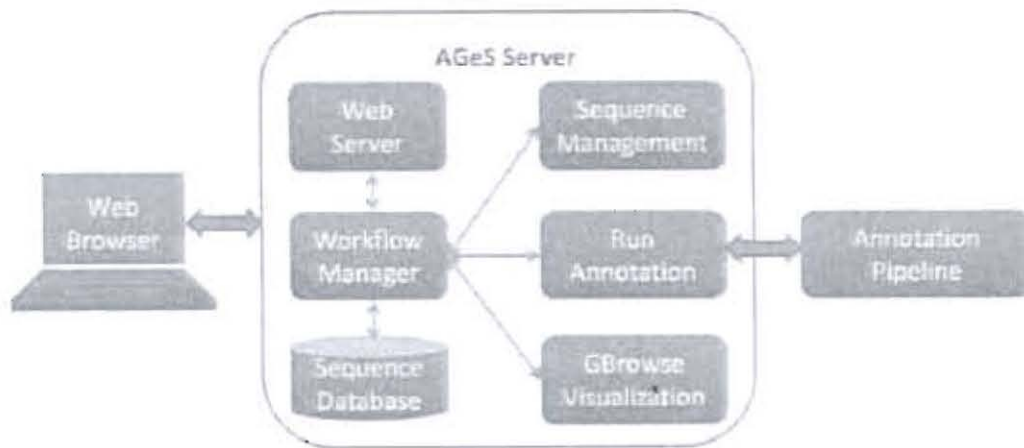 AGeS Server
Web
Server
Sequence
Management
Web
Browser
Workflow
Manager
Run
Annotation
Annotation
Pipeline
Sequence
Database
GBrowse
Visualization